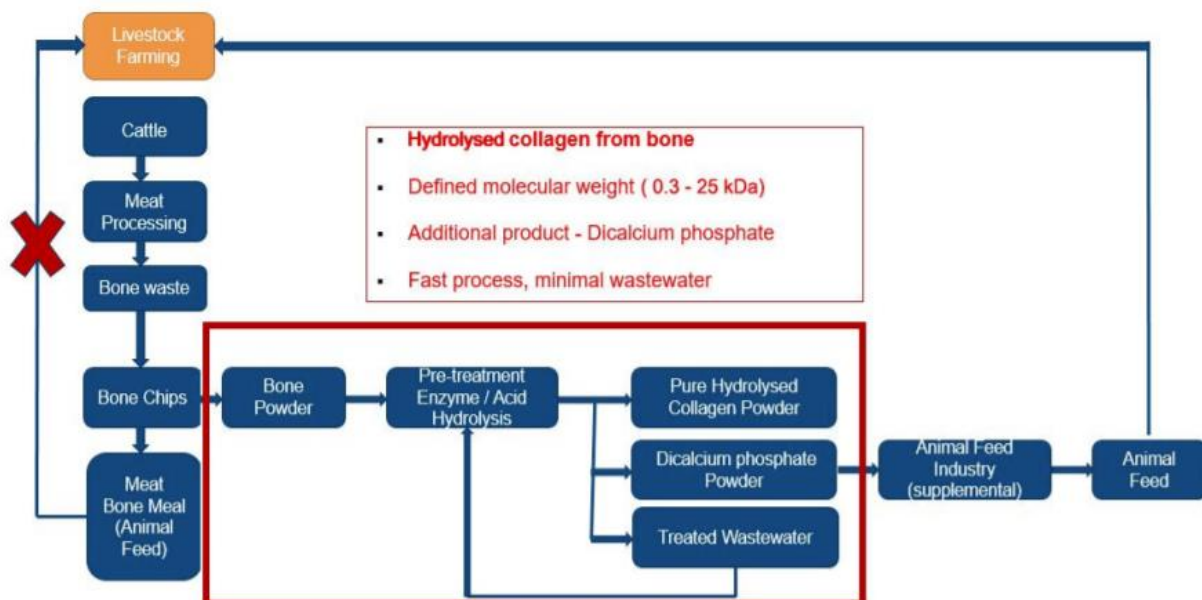 Livestock
Farming
Cattle
Meat
Processing
Bone waste
Bone Chips
Meat
Bone Meal
(Animal
Feed)
▪ Hydrolysed collagen from bone
▪ Defined molecular weight ( 0.3 - 25 kDa)
▪ Additional product - Dicalcium phosphate
▪ Fast process, minimal wastewater
Bone
Powder
Pre-treatment
Enzyme / Acid
Hydrolysis
Pure Hydrolysed
Collagen Powder
Dicalcium phosphate
Powder
Treated Wastewater
Animal Feed
Industry
(supplemental)
Animal
Feed